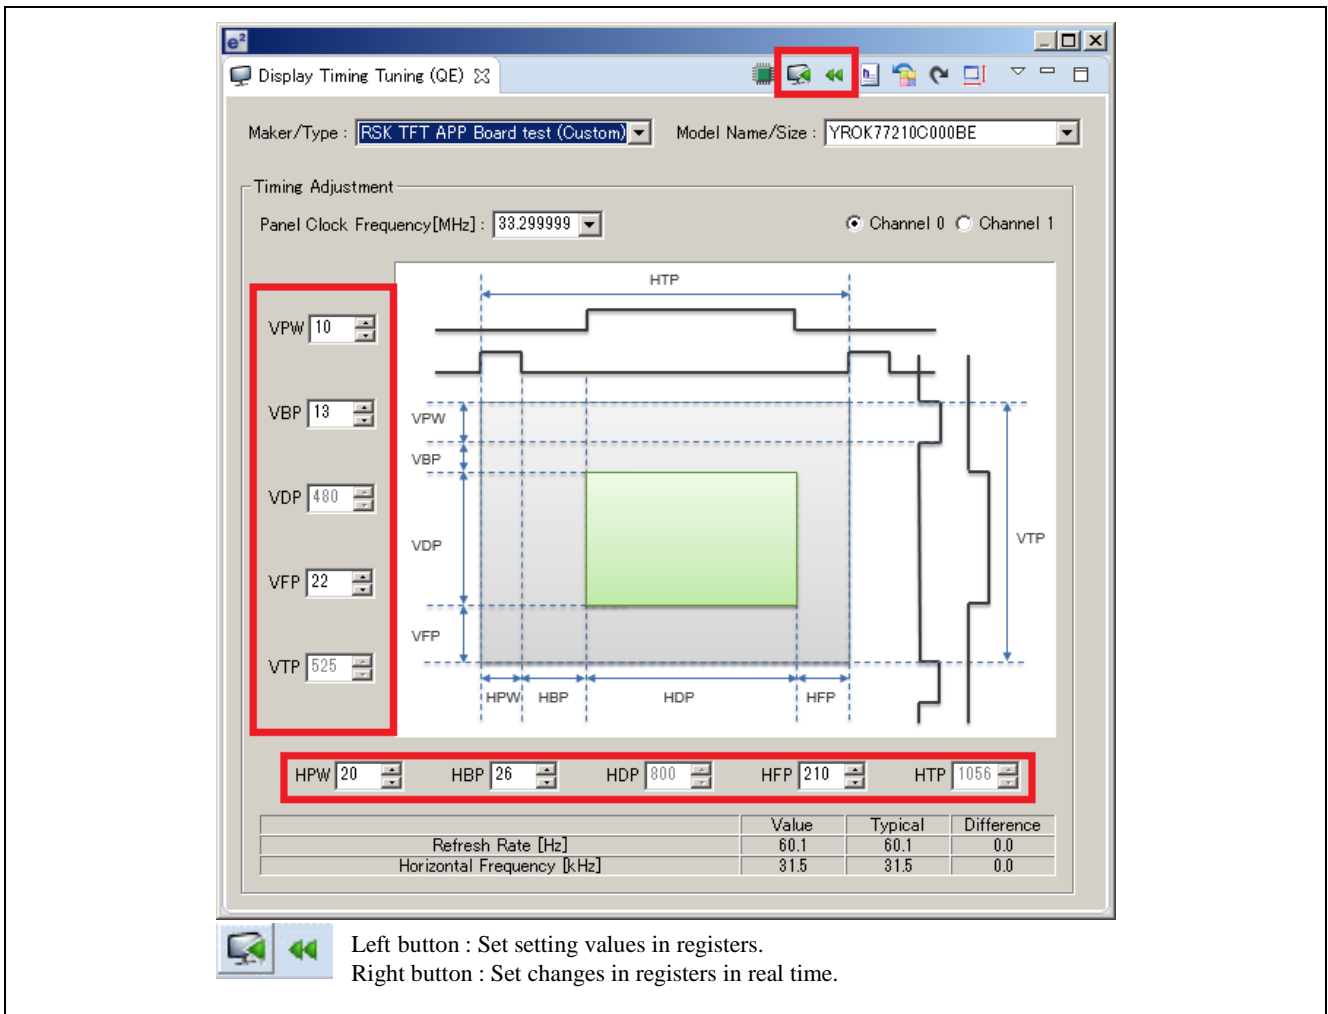 e²
Display Timing Tuning (QE)
Maker/Type : RSK TFT APP Board test (Custom) Model Name/Size : YROK77210C000BE
Timing Adjustment
Panel Clock Frequency[MHz] : 33.299999 Channel 0 Channel 1
HTP
VPW 10
VBP 13
VPW
VBP
VDP 480
VDP
VTP
VFP 22
VFP
VTP 525
HPW HBP HDP HFP
HPW 20 HBP 26 HDP 800 HFP 210 HTP 1056
Value Typical Difference
Refresh Rate [Hz] 60.1 60.1 0.0
Horizontal Frequency [kHz] 31.5 31.5 0.0
Left button : Set setting values in registers.
Right button : Set changes in registers in real time.